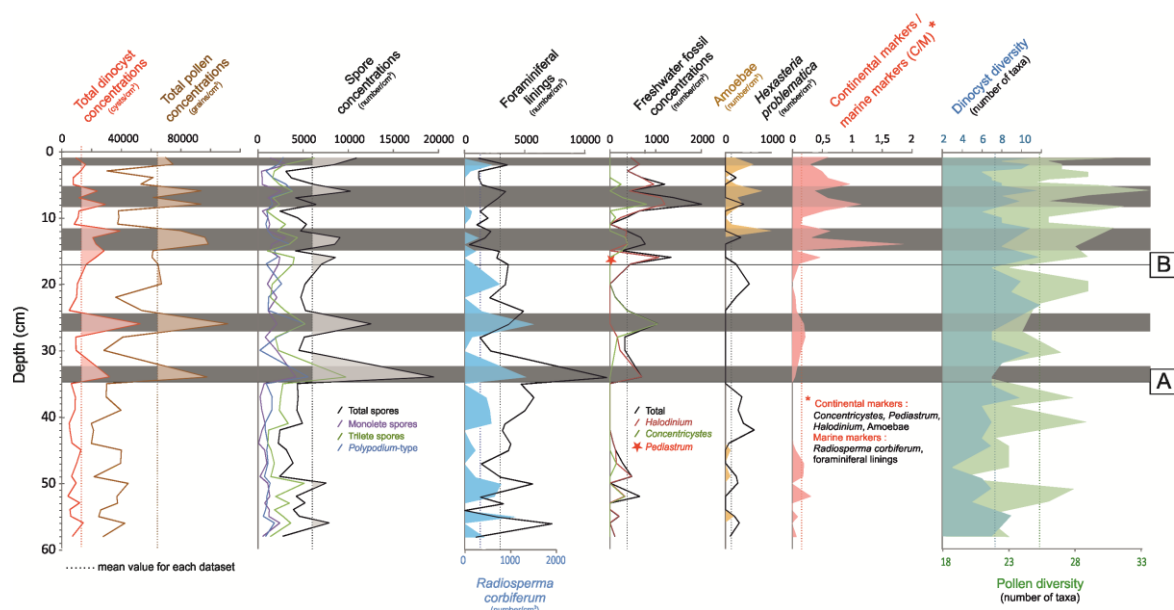 Total dinocyst
concentrations
(cysts/cm³)
Total pollen
concentrations
(grains/cm³)
Spore
concentrations
(number/cm³)
Foraminiferal
linings
(number/cm³)
Freshwater fossil
concentrations
(number/cm³)
Amoebae
(number/cm³)
Hexasteria
problematica
(number/cm³)
Continental markers /
marine markers (C/M) *
Dinocyst diversity
(number of taxa)
0 40000 80000
0 5000 10000 15000 20000
0 5000 10000
0 1000 2000
0 1000
0 0,5 1 1,5 2
2 4 6 8 10
Depth (cm)
0
10
20
30
40
50
60
B
A
Total spores
Monolete spores
Trilete spores
Polypodium-type
Total
Halodinium
Concentricystes
Pediastrum
* Continental markers :
Concentricystes, Pediastrum,
Halodinium, Amoebae
Marine markers :
Radiosperma corbiferum,
foraminiferal linings
mean value for each dataset
0 1000 2000
Radiosperma
corbiferum
(number/cm³)
18 23 28 33
Pollen diversity
(number of taxa)